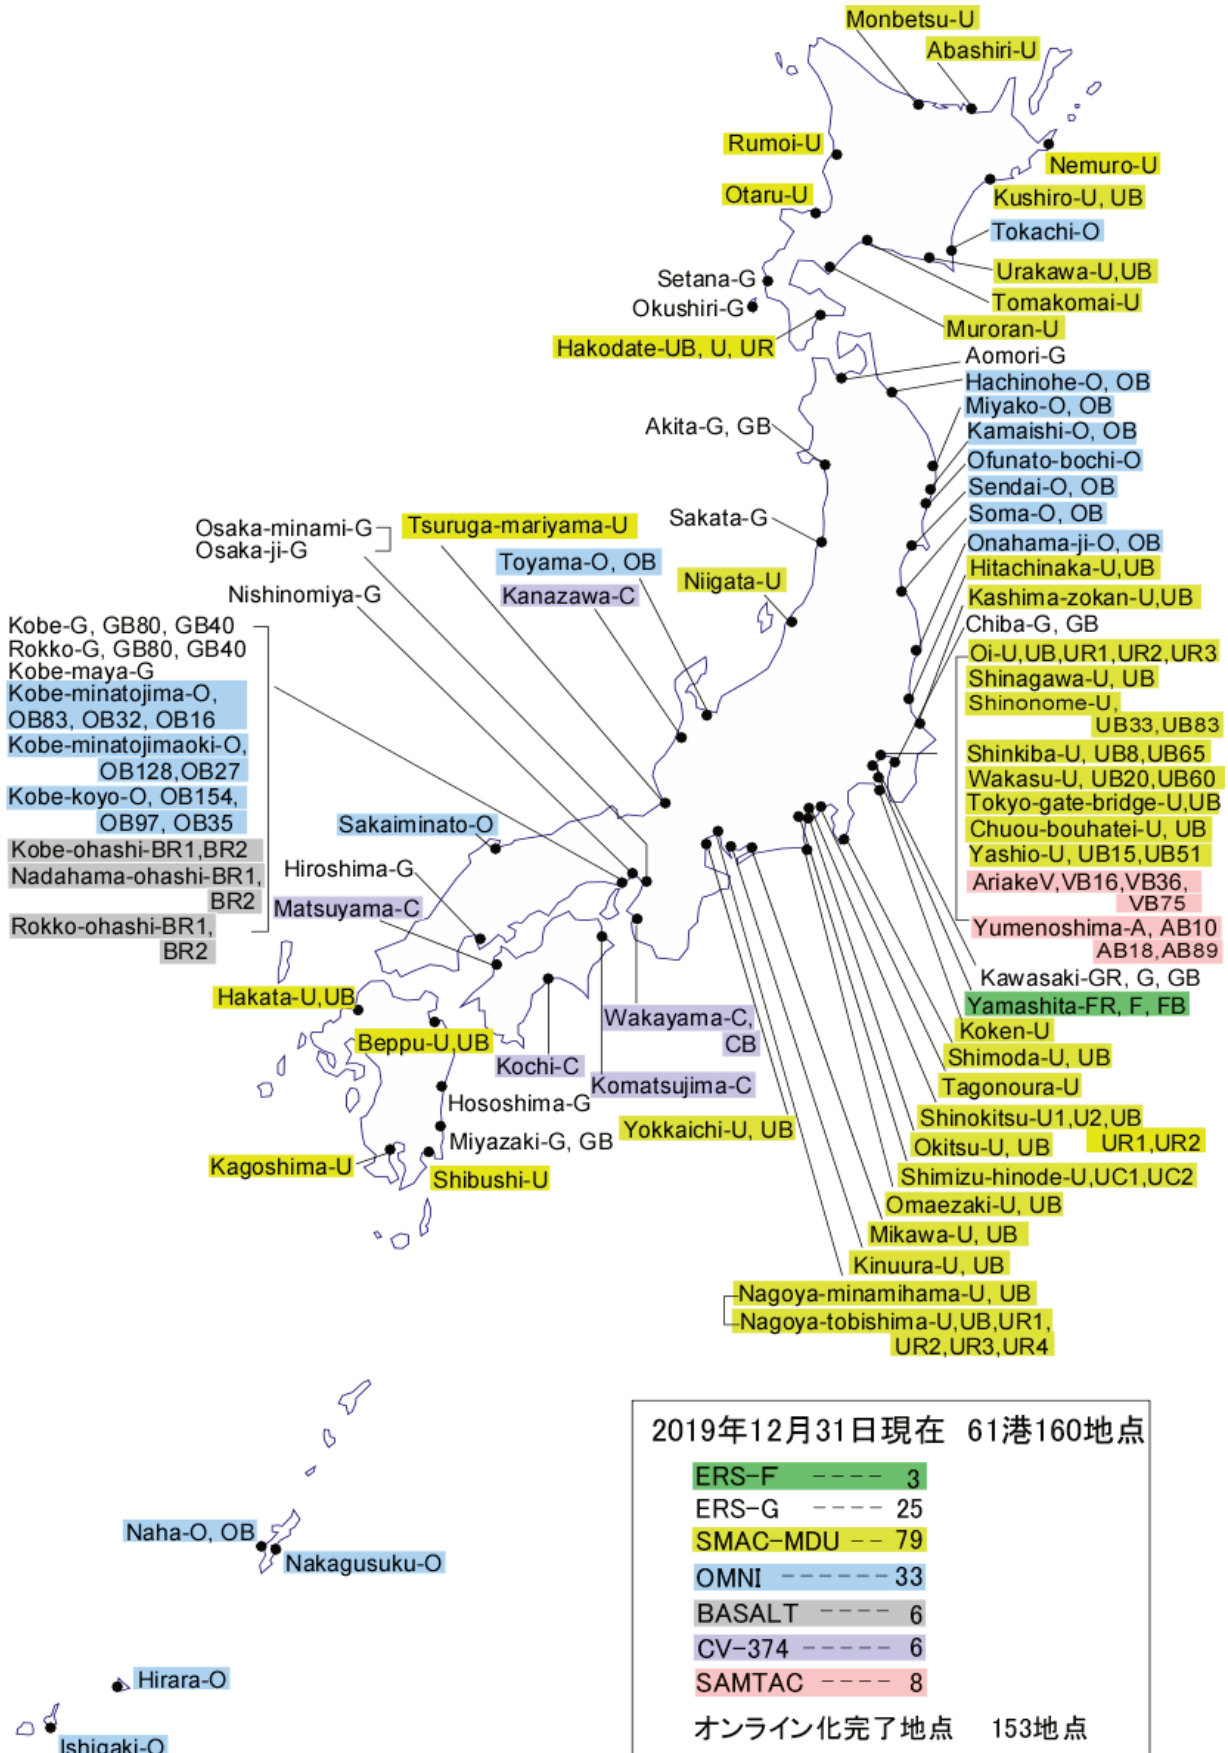 Monbetsu-U
Abashiri-U
Rumoi-U
Nemuro-U
Otaru-U
Kushiro-U, UB
Tokachi-O
Urakawa-U,UB
Setana-G
Tomakomai-U
Okushiri-G
Muroran-U
Hakodate-UB, U, UR
Aomori-G
Hachinohe-O, OB
Miyako-O, OB
Akita-G, GB
Kamaishi-O, OB
Ofunato-bochi-O
Sendai-O, OB
Sakata-G
Soma-O, OB
Osaka-minami-G
Osaka-ji-G
Tsuruga-mariyama-U
Toyama-O, OB
Kanazawa-C
Niigata-U
Nishinomiya-G
Onahama-ji-O, OB
Hitachinaka-U,UB
Kashima-zokan-U,UB
Chiba-G, GB
Kobe-G, GB80, GB40
Rokko-G, GB80, GB40
Kobe-maya-G
Kobe-minatojima-O,
OB83, OB32, OB16
Kobe-minatojimaoki-O,
OB128,OB27
Kobe-koyo-O, OB154,
OB97, OB35
Kobe-ohashi-BR1,BR2
Nadahama-ohashi-BR1,
BR2
Rokko-ohashi-BR1,
BR2
Oi-U,UB,UR1,UR2,UR3
Shinagawa-U, UB
Shinonome-U,
UB33,UB83
Shinkiba-U, UB8,UB65
Wakasu-U, UB20,UB60
Tokyo-gate-bridge-U,UB
Chuou-bouhatei-U, UB
Yashio-U, UB15,UB51
AriakeV,VB16,VB36,
VB75
Yumenoshima-A, AB10
AB18,AB89
Kawasaki-GR, G, GB
Yamashita-FR, F, FB
Sakaiminato-O
Hiroshima-G
Matsuyama-C
Hakata-U,UB
Beppu-U,UB
Wakayama-C,
CB
Kochi-C
Komatsujima-C
Hososhima-G
Miyazaki-G, GB
Yokkaichi-U, UB
Kagoshima-U
Shibushi-U
Koken-U
Shimoda-U, UB
Tagonoura-U
Shinokitsu-U1,U2,UB
UR1,UR2
Okitsu-U, UB
Shimizu-hinode-U,UC1,UC2
Omaezaki-U, UB
Mikawa-U, UB
Kinuura-U, UB
Nagoya-minamihama-U, UB
Nagoya-tobishima-U,UB,UR1,
UR2,UR3,UR4
Naha-O, OB
Nakagusuku-O
Hirara-O
Ishigaki-O
2019年12月31日現在 61港160地点
ERS-F ---- 3
ERS-G ---- 25
SMAC-MDU -- 79
OMNI ------ 33
BASALT ---- 6
CV-374 ----- 6
SAMTAC ---- 8
オンライン化完了地点 153地点